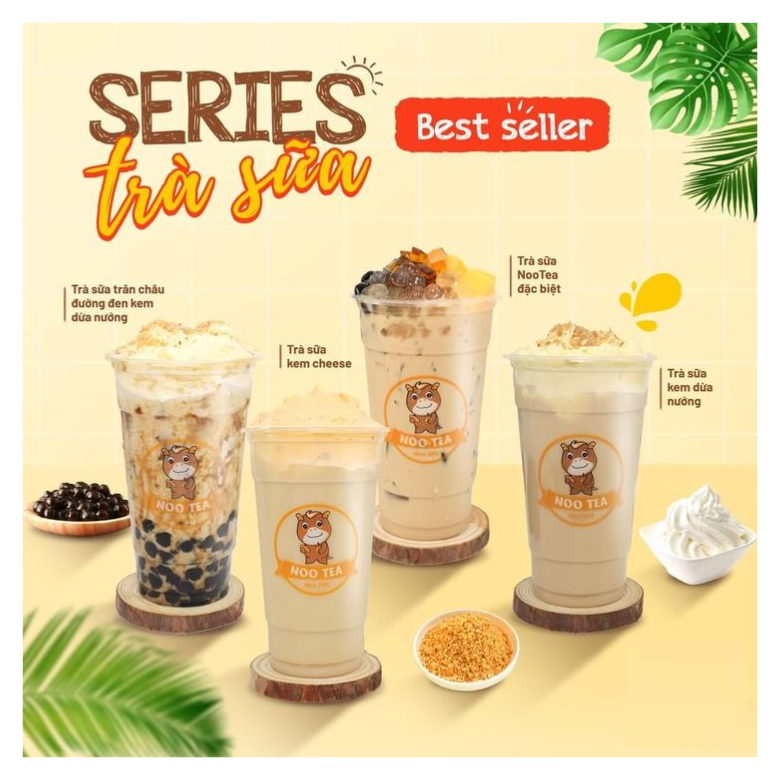 SERIES
trà sữa
Best seller
Trà sữa
NooTea
đặc biệt
Trà sữa trân châu
đường đen kem
dừa nướng
Trà sữa
kem cheese
Trà sữa
kem dừa
nướng
NOO TEA
NOO TEA
NOO TEA
NOO TEA